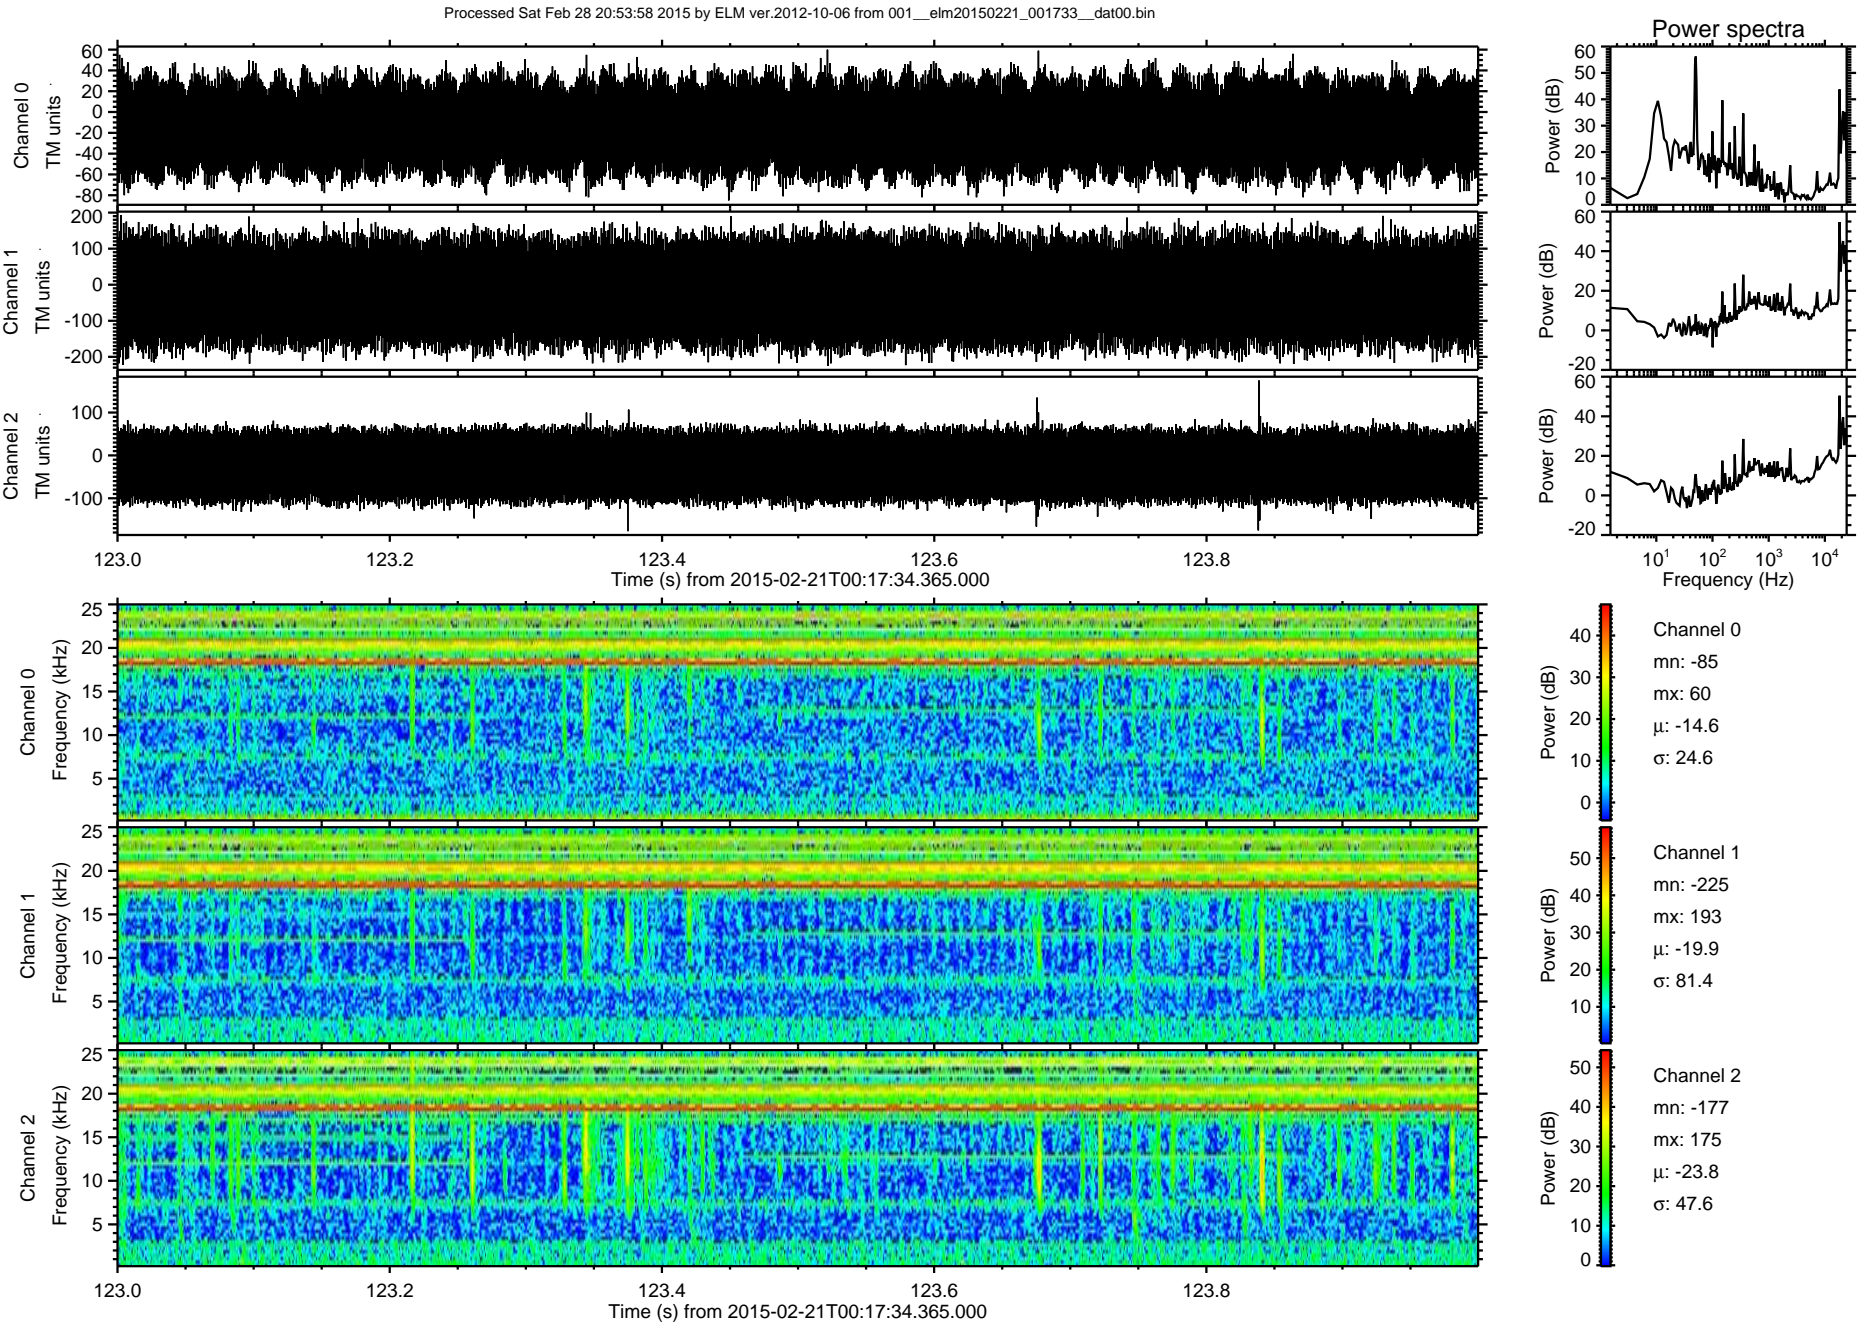 Processed Sat Feb 28 20:53:58 2015 by ELM ver.2012-10-06 from 001__elm20150221_001733__dat00.bin
Power spectra
Channel 0
TM units
60
40
20
0
-20
-40
-60
-80
Power (dB)
60
50
40
30
20
10
0
Channel 1
TM units
200
100
0
-100
-200
Power (dB)
60
40
20
0
-20
Channel 2
TM units
100
0
-100
Power (dB)
60
40
20
0
-20
123.0 123.2 123.4 123.6 123.8
Time (s) from 2015-02-21T00:17:34.365.000
10^1 10^2 10^3 10^4
Frequency (Hz)
Channel 0
Frequency (kHz)
25
20
15
10
5
Power (dB)
40
30
20
10
0
Channel 0
mn: -85
mx: 60
µ: -14.6
σ: 24.6
Channel 1
Frequency (kHz)
25
20
15
10
5
Power (dB)
50
40
30
20
10
Channel 1
mn: -225
mx: 193
µ: -19.9
σ: 81.4
Channel 2
Frequency (kHz)
25
20
15
10
5
Power (dB)
50
40
30
20
10
0
Channel 2
mn: -177
mx: 175
µ: -23.8
σ: 47.6
123.0 123.2 123.4 123.6 123.8
Time (s) from 2015-02-21T00:17:34.365.000